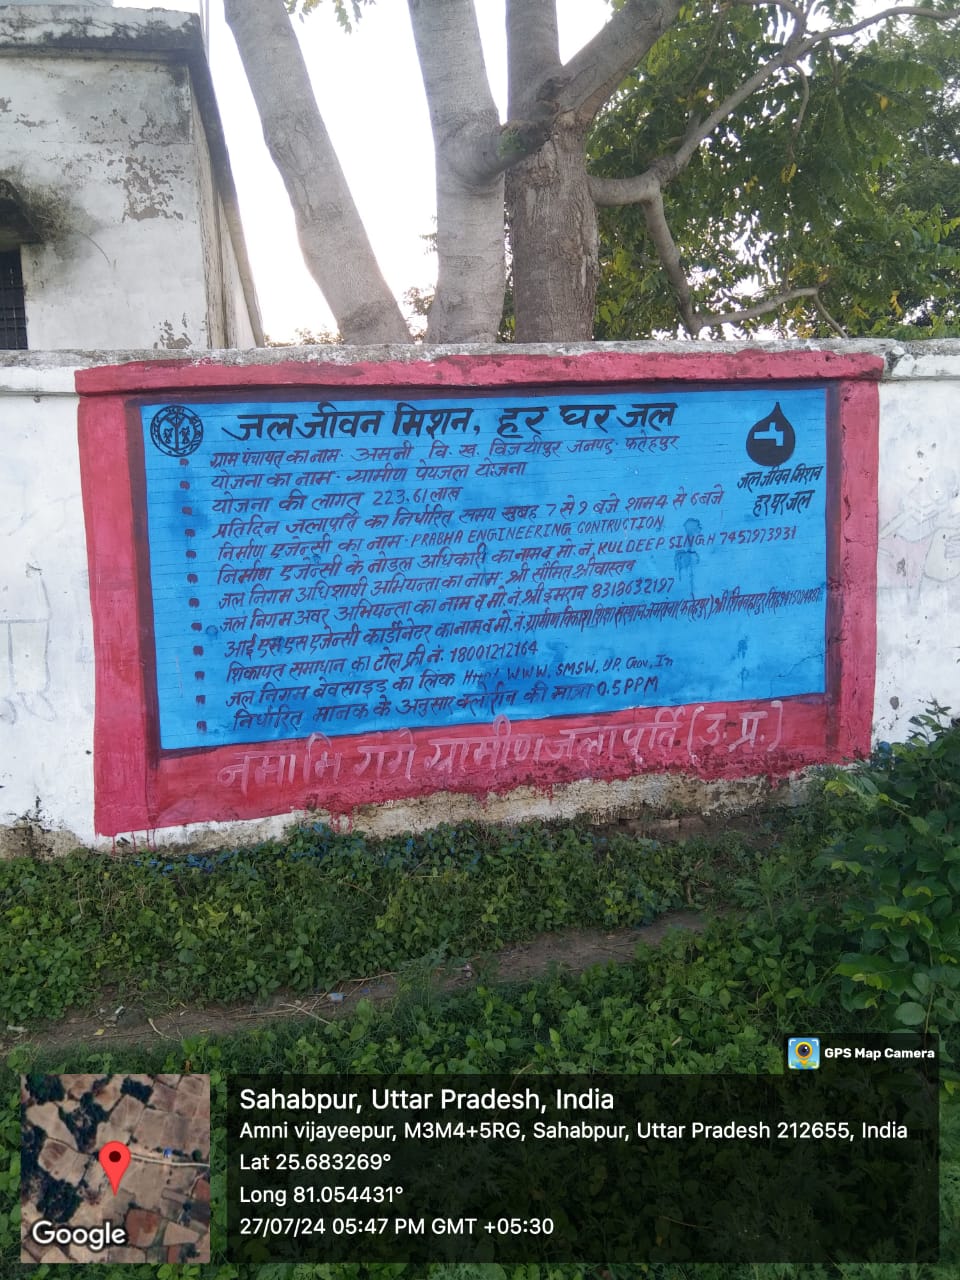 जल जीवन मिशन, हर घर जल
ग्राम पंचायत का नाम- अमनी वि. ख. विजयीपुर जनपद फतेहपुर
योजना का नाम- ग्रामीण पेयजल योजना
योजना की लागत 223.61 लाख
प्रतिदिन जलापूर्ति का निर्धारित समय सुबह 7 से 9 बजे शाम 4 से 6 बजे
निर्माण एजेन्सी का नाम- PRABHA ENGINEERING CONTRUCTION
निर्माण एजेन्सी के नोडल अधिकारी का नाम व मो. नं. KULDEEP SINGH 7451973931
जल निगम अधिशाषी अभियन्ता का नाम- श्री सौमित्र श्रीवास्तव
जल निगम अवर अभियन्ता का नाम व मो. नं. श्री इमरान 8318632197
आई एस एस एजेन्सी कार्डीनेटर का नाम व मो. नं. ग्रामीण विकास शिक्षा संस्थान
शिकायत समाधान का टोल फ्री नं. 18001212164
जल निगम बेवसाइड का लिंक Http:/ WWW. SMSW. UP. Gov, In
निर्धारित मानक के अनुसार क्लोरीन की मात्रा 0.5 PPM
जल जीवन मिशन
हर घर जल
नमामि गंगे ग्रामीण जलापूर्ति (उ. प्र.)
GPS Map Camera
Sahabpur, Uttar Pradesh, India
Amni vijayeepur, M3M4+5RG, Sahabpur, Uttar Pradesh 212655, India
Lat 25.683269°
Long 81.054431°
27/07/24 05:47 PM GMT +05:30
Google